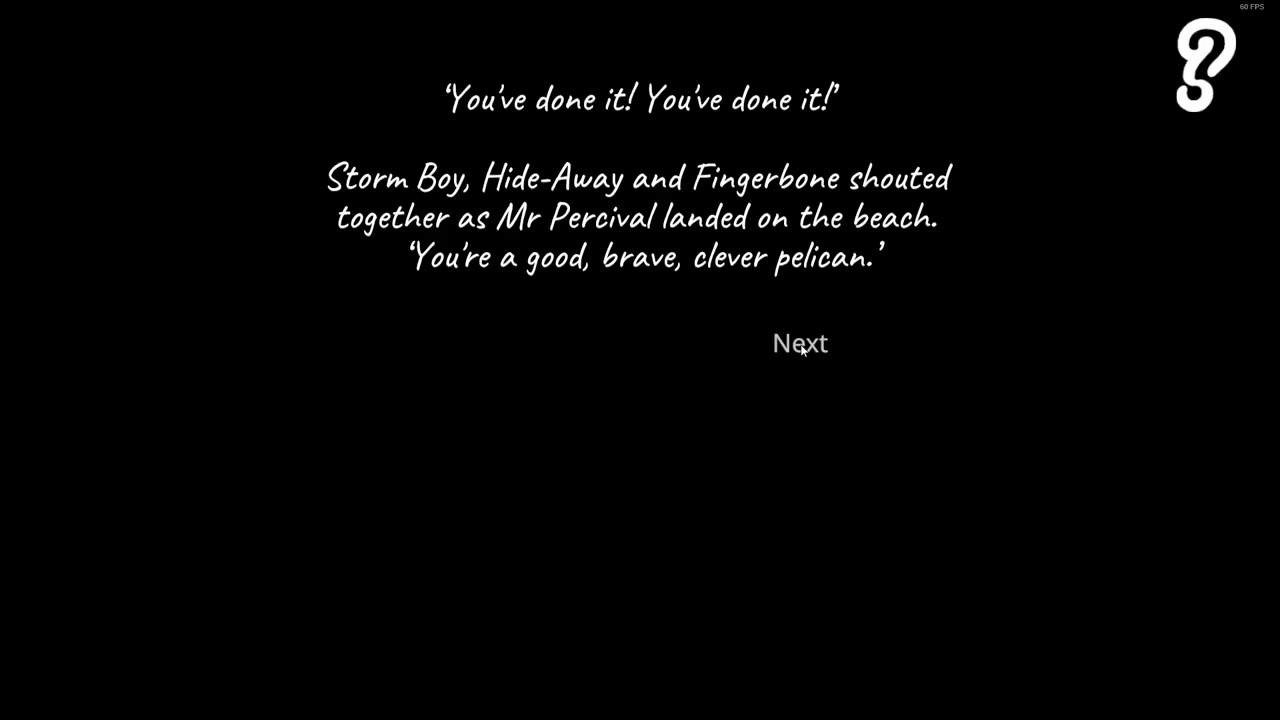 60 FPS
?
‘You've done it! You've done it!’
Storm Boy, Hide-Away and Fingerbone shouted
together as Mr Percival landed on the beach.
‘You're a good, brave, clever pelican.’
Next